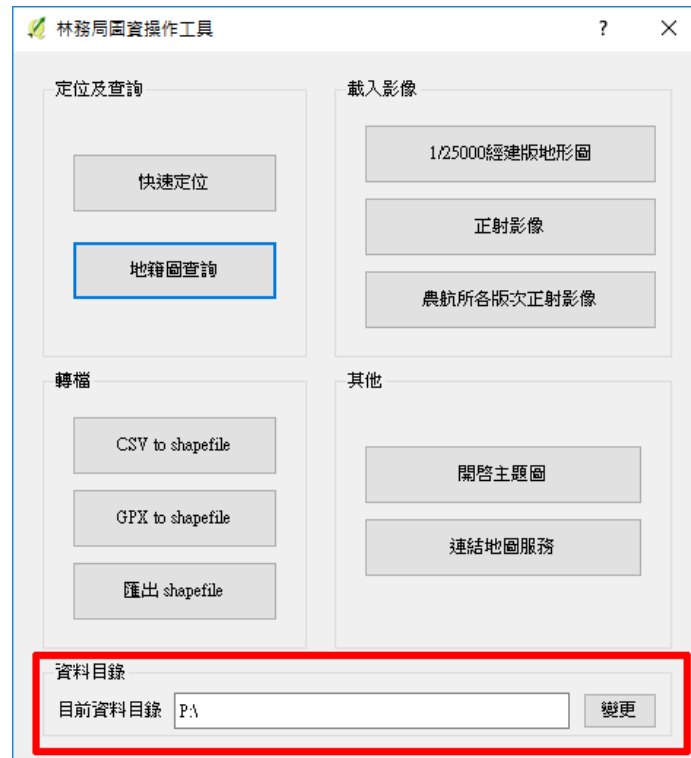 林務局圖資操作工具
?
定位及查詢
快速定位
地籍圖查詢
載入影像
1/25000經建版地形圖
正射影像
農航所各版次正射影像
轉檔
CSV to shapefile
GPX to shapefile
匯出 shapefile
其他
開啓主題圖
連結地圖服務
資料目錄
目前資料目錄 P:\ 變更